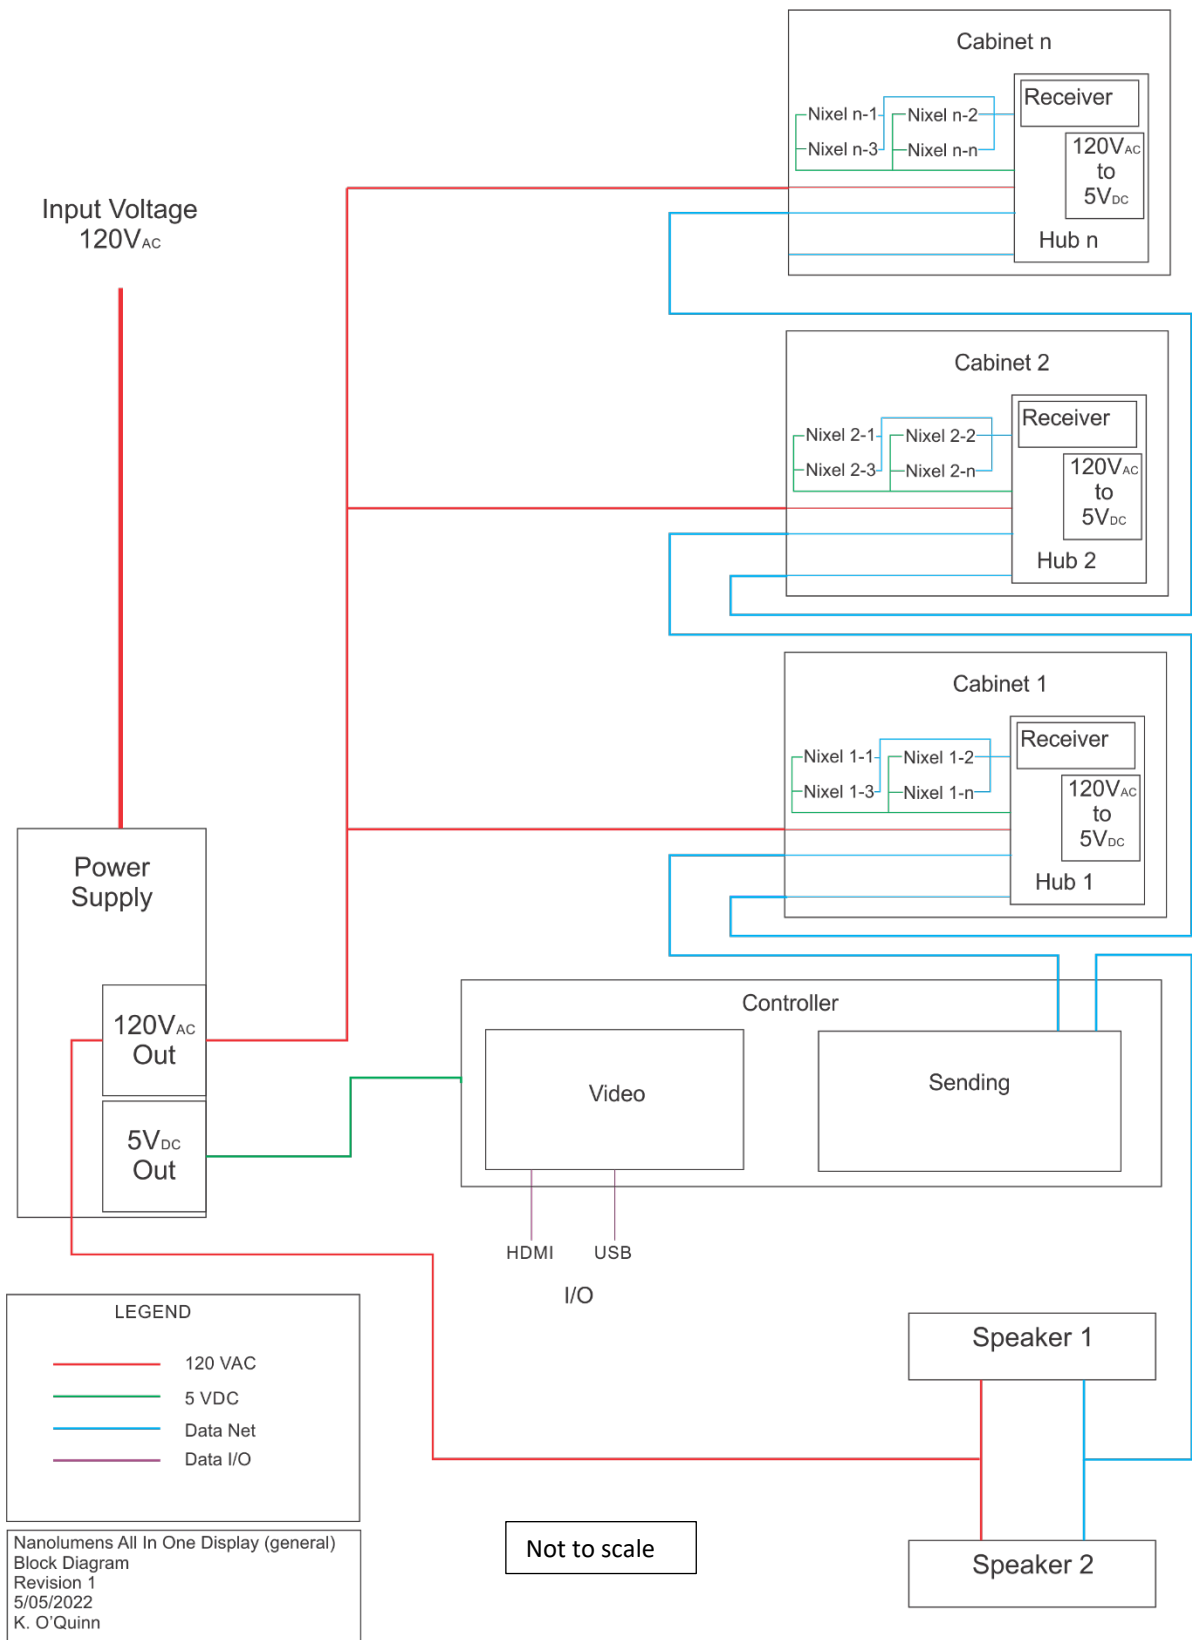 Cabinet n
Receiver
Nixel n-1
Nixel n-2
Nixel n-3
Nixel n-n
120VAC
to
5VDC
Hub n
Input Voltage
120VAC
Cabinet 2
Receiver
Nixel 2-1
Nixel 2-2
Nixel 2-3
Nixel 2-n
120VAC
to
5VDC
Hub 2
Cabinet 1
Receiver
Nixel 1-1
Nixel 1-2
Nixel 1-3
Nixel 1-n
120VAC
to
5VDC
Hub 1
Power
Supply
120VAC
Out
5VDC
Out
Controller
Video
Sending
HDMI
USB
I/O
LEGEND
120 VAC
5 VDC
Data Net
Data I/O
Speaker 1
Speaker 2
Not to scale
Nanolumens All In One Display (general)
Block Diagram
Revision 1
5/05/2022
K. O'Quinn